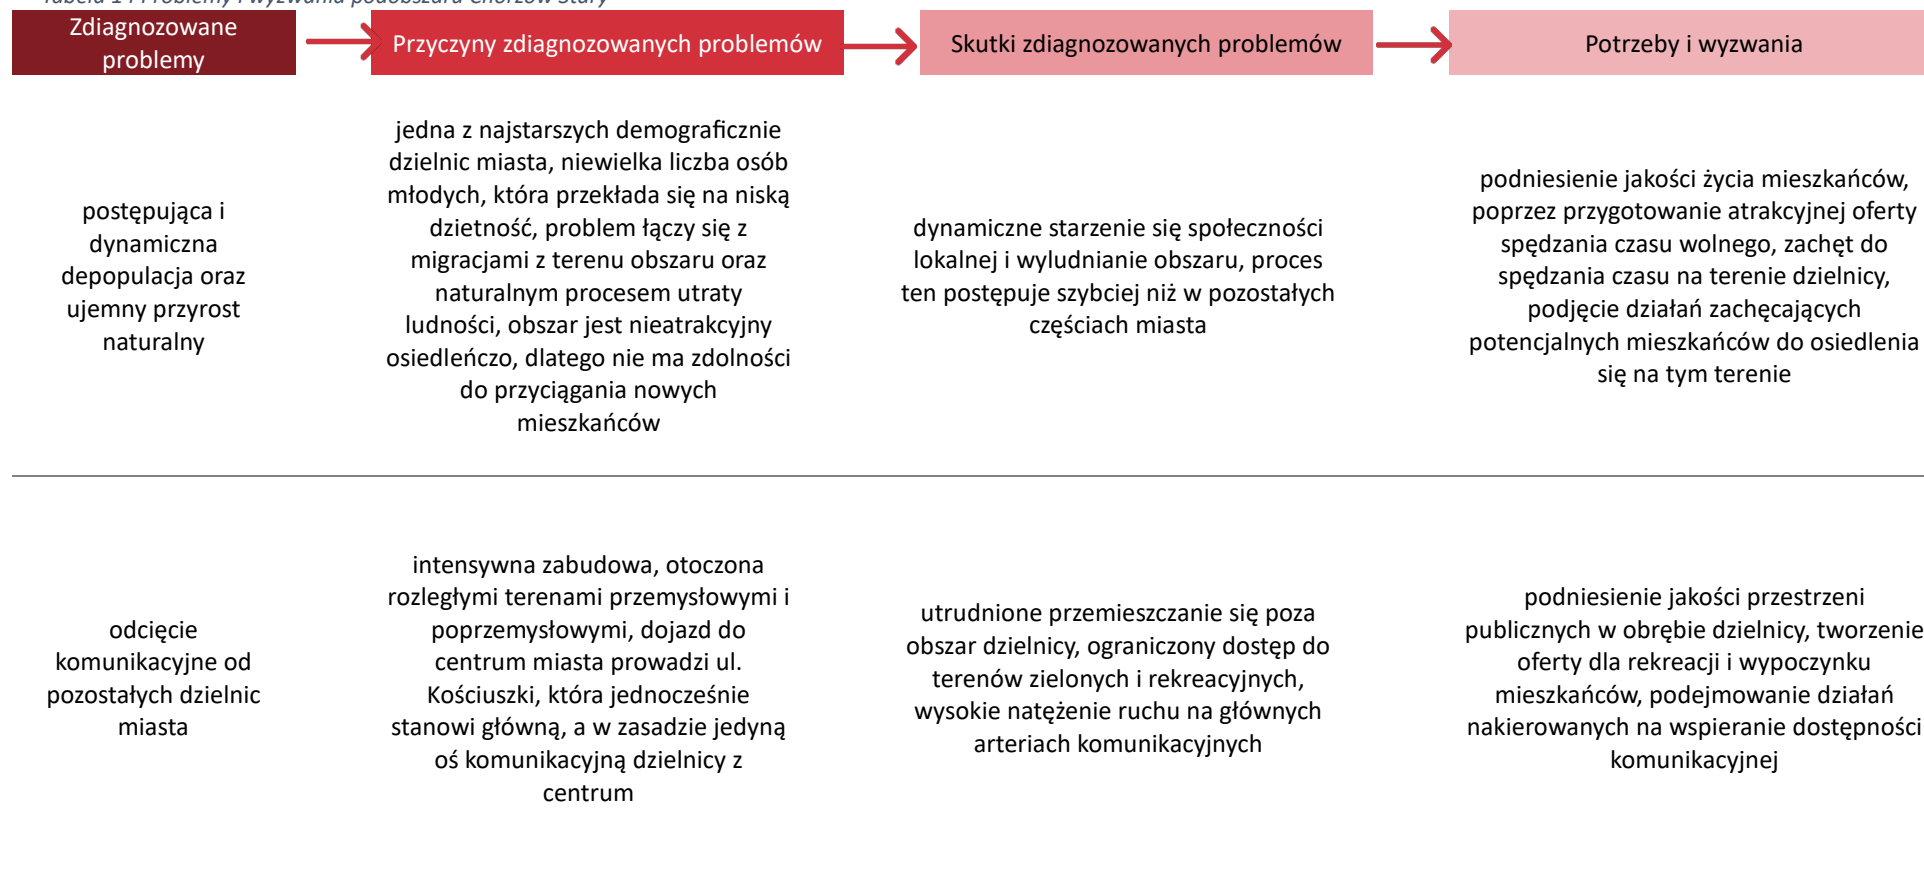 Zdiagnozowane
problemy
Przyczyny zdiagnozowanych problemów
Skutki zdiagnozowanych problemów
Potrzeby i wyzwania
postępująca i
dynamiczna
depopulacja oraz
ujemny przyrost
naturalny
jedna z najstarszych demograficznie
dzielnic miasta, niewielka liczba osób
młodych, która przekłada się na niską
dzietność, problem łączy się z
migracjami z terenu obszaru oraz
naturalnym procesem utraty
ludności, obszar jest nieatrakcyjny
osiedleńczo, dlatego nie ma zdolności
do przyciągania nowych
mieszkańców
dynamiczne starzenie się społeczności
lokalnej i wyludnianie obszaru, proces
ten postępuje szybciej niż w pozostałych
częściach miasta
podniesienie jakości życia mieszkańców,
poprzez przygotowanie atrakcyjnej oferty
spędzania czasu wolnego, zachęt do
spędzania czasu na terenie dzielnicy,
podjęcie działań zachęcających
potencjalnych mieszkańców do osiedlenia
się na tym terenie
odcięcie
komunikacyjne od
pozostałych dzielnic
miasta
intensywna zabudowa, otoczona
rozległymi terenami przemysłowymi i
poprzemysłowymi, dojazd do
centrum miasta prowadzi ul.
Kościuszki, która jednocześnie
stanowi główną, a w zasadzie jedyną
oś komunikacyjną dzielnicy z
centrum
utrudnione przemieszczanie się poza
obszar dzielnicy, ograniczony dostęp do
terenów zielonych i rekreacyjnych,
wysokie natężenie ruchu na głównych
arteriach komunikacyjnych
podniesienie jakości przestrzeni
publicznych w obrębie dzielnicy, tworzenie
oferty dla rekreacji i wypoczynku
mieszkańców, podejmowanie działań
nakierowanych na wspieranie dostępności
komunikacyjnej